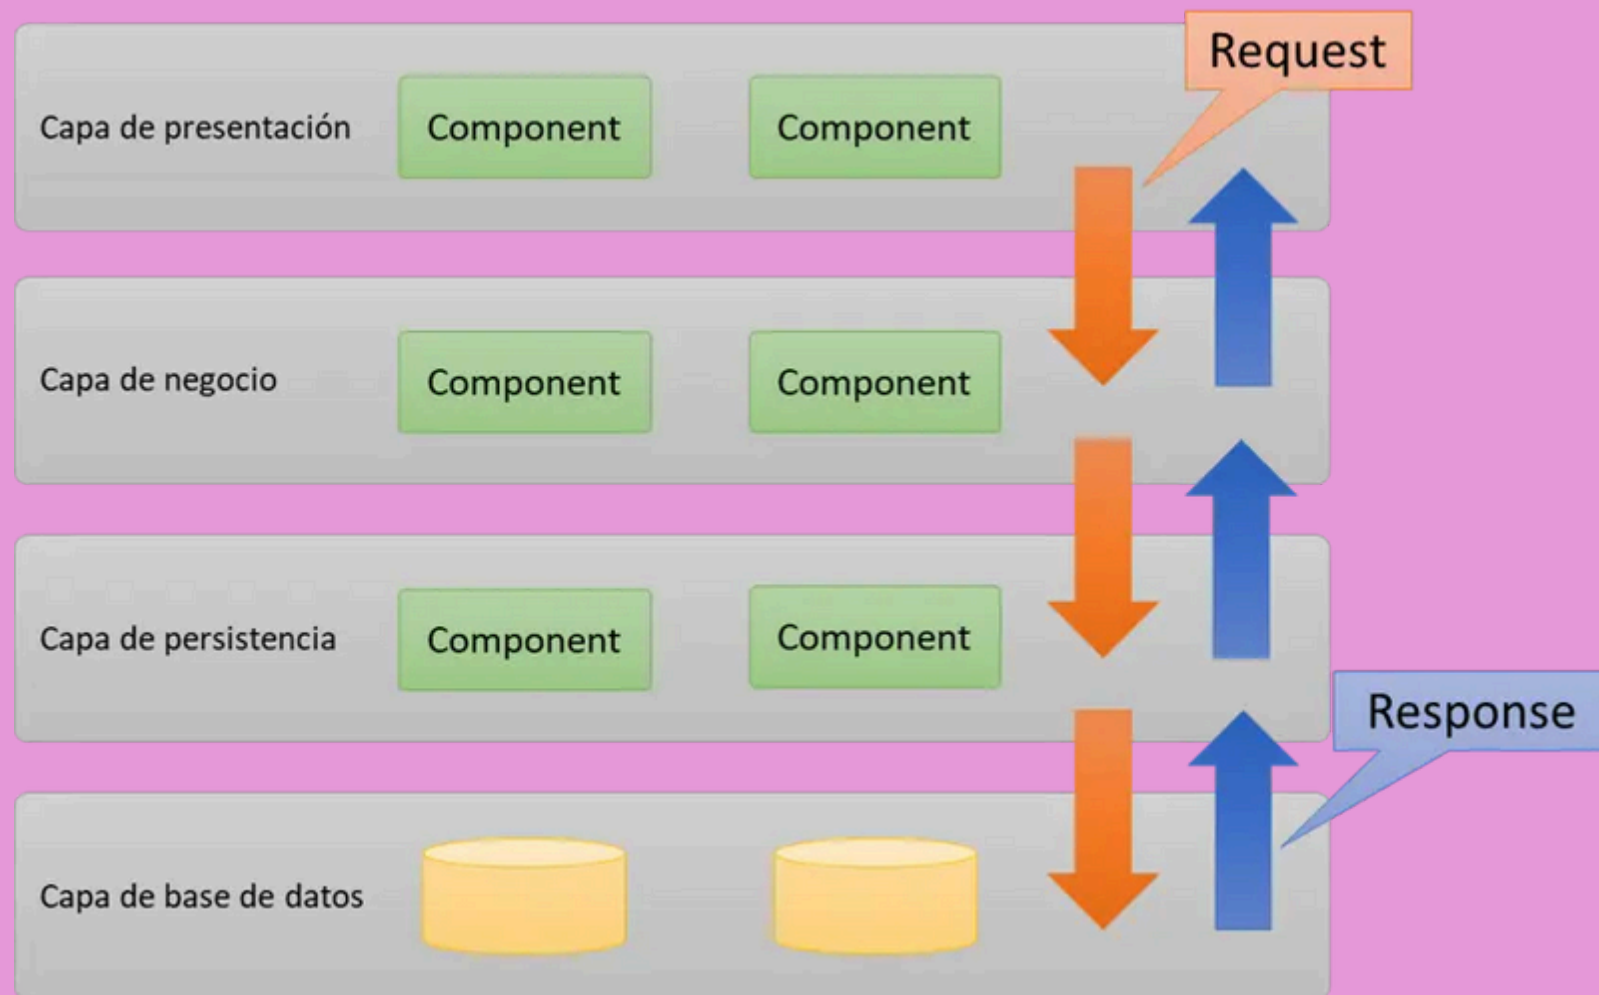 Request
Capa de presentación
Component
Component
Capa de negocio
Component
Component
Capa de persistencia
Component
Component
Response
Capa de base de datos